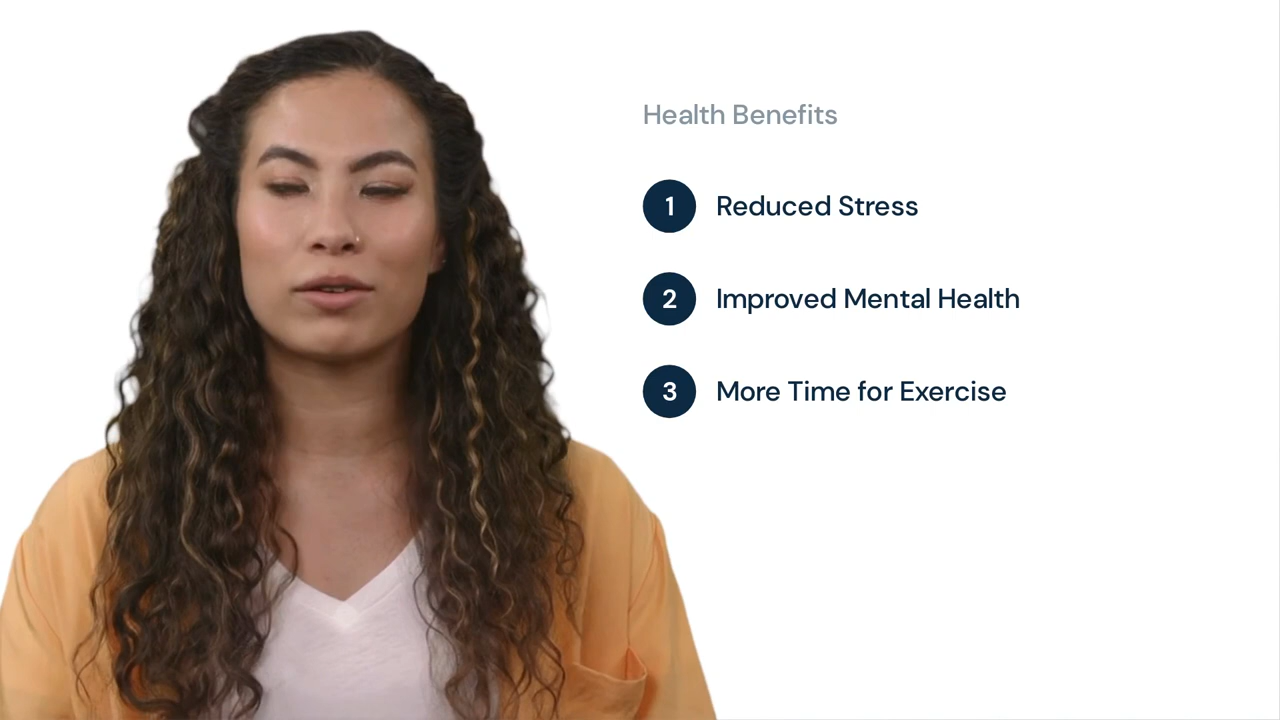 Health Benefits
1 Reduced Stress
2 Improved Mental Health
3 More Time for Exercise